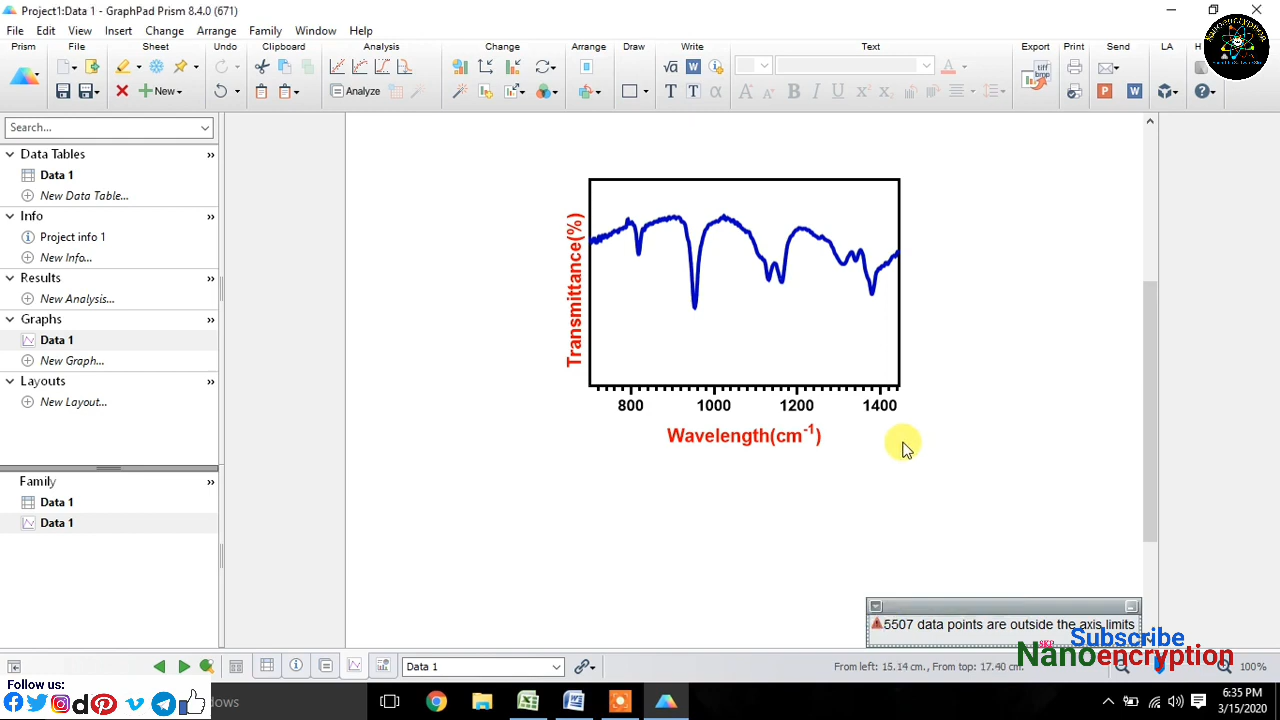 Project1:Data 1 - GraphPad Prism 8.4.0 (671)
File Edit View Insert Change Arrange Family Window Help
Prism File Sheet Undo Clipboard Analysis Change Arrange Draw Write Text Export Print Send LA H
New
Analyze
tiff
bmp
Nanoencryption
Search...
Data Tables
Data 1
New Data Table...
Info
Project info 1
New Info...
Results
New Analysis...
Graphs
Data 1
New Graph...
Layouts
New Layout...
Family
Data 1
Data 1
Transmittance(%)
800 1000 1200 1400
Wavelength(cm-1)
5507 data points are outside the axis limits
Subscribe
SKR
Nanoencryption
Data 1
From left: 15.14 cm, From top: 17.40 cm
100%
Follow us:
dows
6:35 PM
3/15/2020